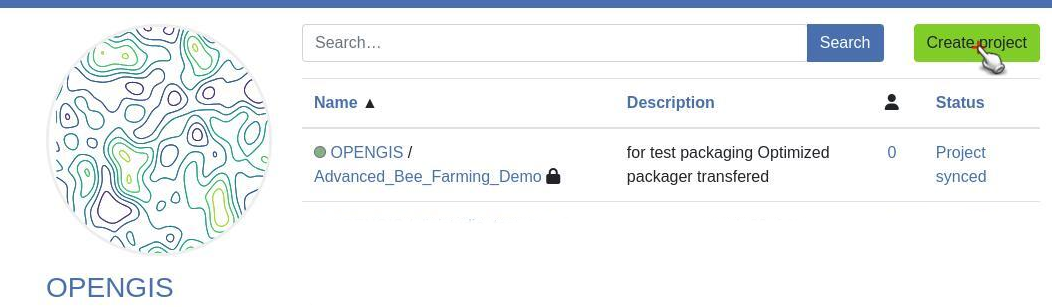 Search…
Search
Create project
Name ▲
Description
Status
OPENGIS /
Advanced_Bee_Farming_Demo
for test packaging Optimized
packager transfered
0
Project
synced
OPENGIS